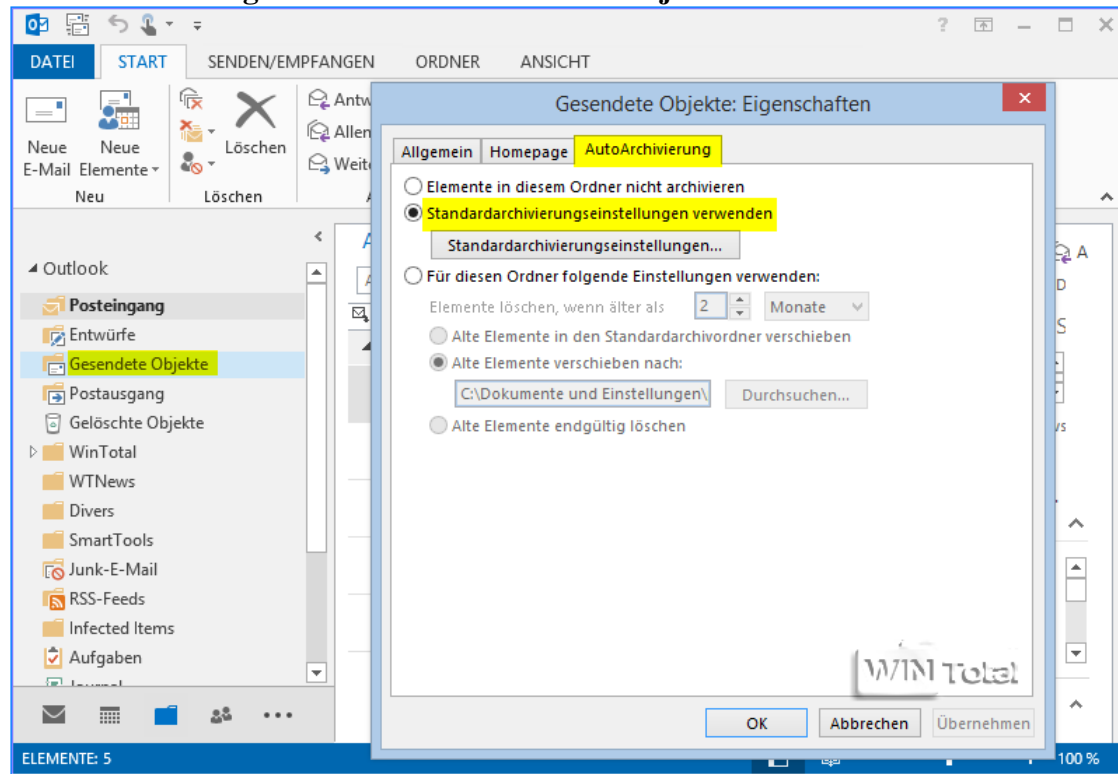 DATEI START SENDEN/EMPFANGEN ORDNER ANSICHT
Neue
E-Mail
Neue
Elemente
Löschen
Antw
Allen
Weite
Neu
Löschen
Gesendete Objekte: Eigenschaften
Allgemein Homepage AutoArchivierung
Elemente in diesem Ordner nicht archivieren
Standardarchivierungseinstellungen verwenden
Standardarchivierungseinstellungen...
Für diesen Ordner folgende Einstellungen verwenden:
Elemente löschen, wenn älter als 2 Monate
Alte Elemente in den Standardarchivordner verschieben
Alte Elemente verschieben nach:
C:\Dokumente und Einstellungen\ Durchsuchen...
Alte Elemente endgültig löschen
WIN Total
OK Abbrechen Übernehmen
Outlook
Posteingang
Entwürfe
Gesendete Objekte
Postausgang
Gelöschte Objekte
WinTotal
WTNews
Divers
SmartTools
Junk-E-Mail
RSS-Feeds
Infected Items
Aufgaben
ELEMENTE: 5
100 %